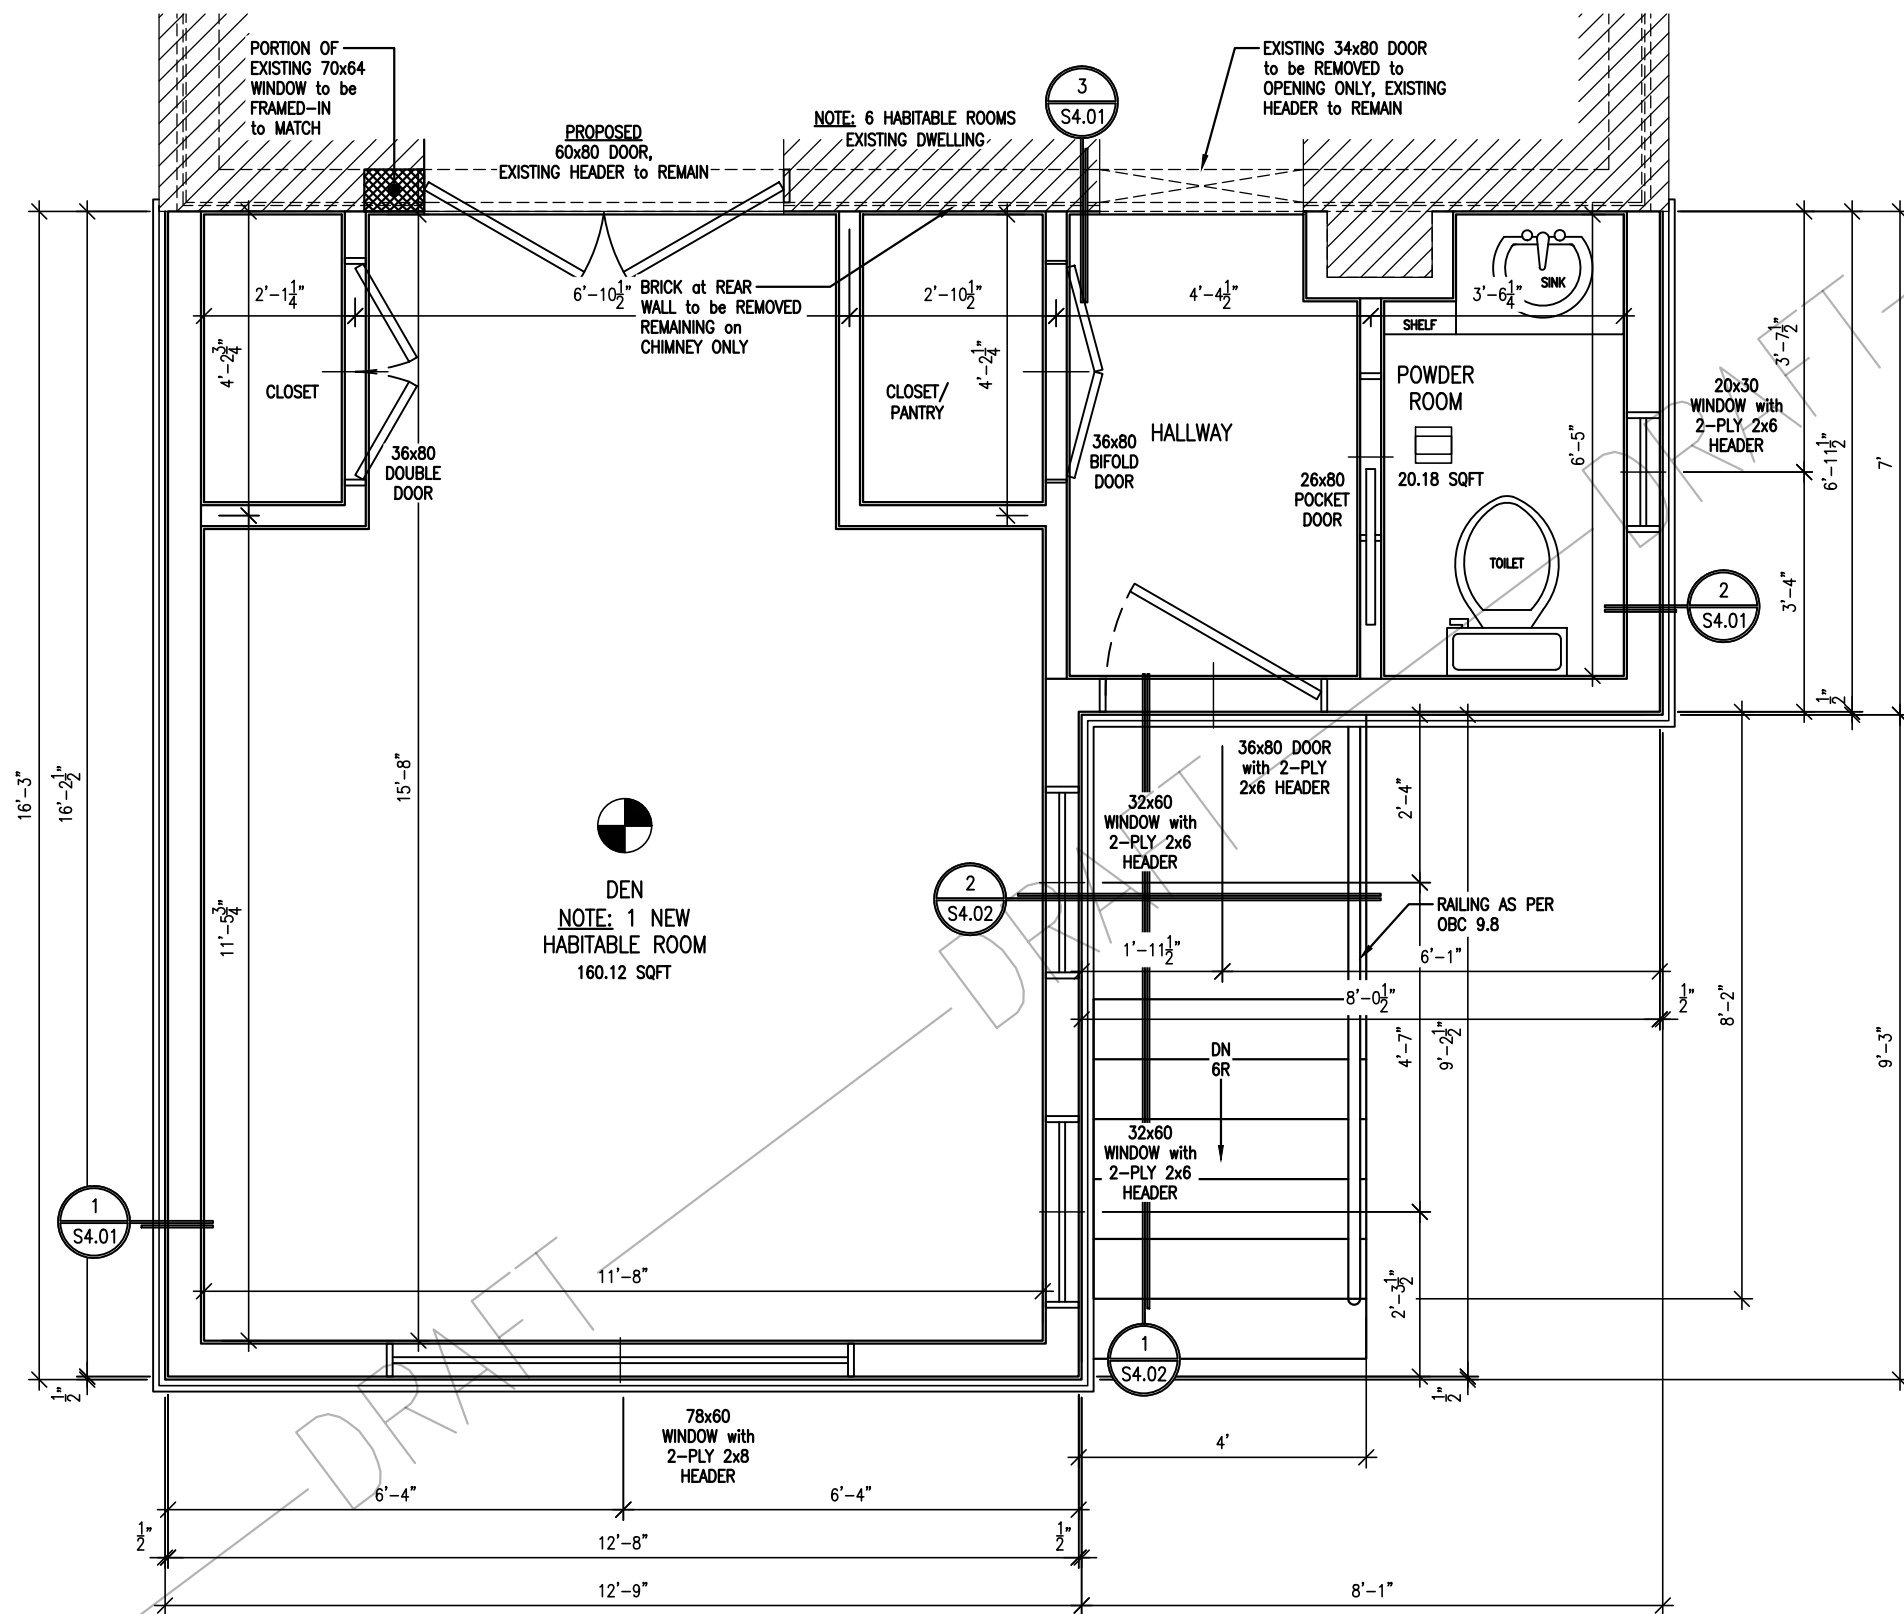 PORTION OF
EXISTING 70x64
WINDOW to be
FRAMED-IN
to MATCH
PROPOSED
60x80 DOOR,
EXISTING HEADER to REMAIN
NOTE: 6 HABITABLE ROOMS
EXISTING DWELLING
3
S4.01
EXISTING 34x80 DOOR
to be REMOVED to
OPENING ONLY, EXISTING
HEADER to REMAIN
2'-1 1/4"
6'-10 1/2"
BRICK at REAR
WALL to be REMOVED
REMAINING on
CHIMNEY ONLY
2'-10 1/2"
4'-4 1/2"
3'-6 1/4"
SINK
SHELF
4'-2 3/4"
CLOSET
36x80
DOUBLE
DOOR
CLOSET/
PANTRY
4'-2 1/4"
36x80
BIFOLD
DOOR
HALLWAY
26x80
POCKET
DOOR
POWDER
ROOM
20.18 SQFT
6'-5"
TOILET
20x30
WINDOW with
2-PLY 2x6
HEADER
3'-7 1/2"
3'-4"
6'-11 1/2"
1/2"
7'
2
S4.01
16'-3"
16'-2 1/2"
1/2"
15'-8"
11'-5 3/4"
DEN
NOTE: 1 NEW
HABITABLE ROOM
160.12 SQFT
11'-8"
1
S4.01
2
S4.02
32x60
WINDOW with
2-PLY 2x6
HEADER
36x80 DOOR
with 2-PLY
2x6 HEADER
2'-4"
RAILING AS PER
OBC 9.8
1'-11 1/2"
6'-1"
8'-0 1/2"
1/2"
DN
6R
4'-7"
9'-2 1/2"
8'-2"
9'-3"
32x60
WINDOW with
2-PLY 2x6
HEADER
2'-3 1/2"
1/2"
1
S4.02
78x60
WINDOW with
2-PLY 2x8
HEADER
4'
6'-4"
6'-4"
1/2"
12'-8"
1/2"
12'-9"
8'-1"
DRAFT
DRAFT
DRAFT
DRAFT